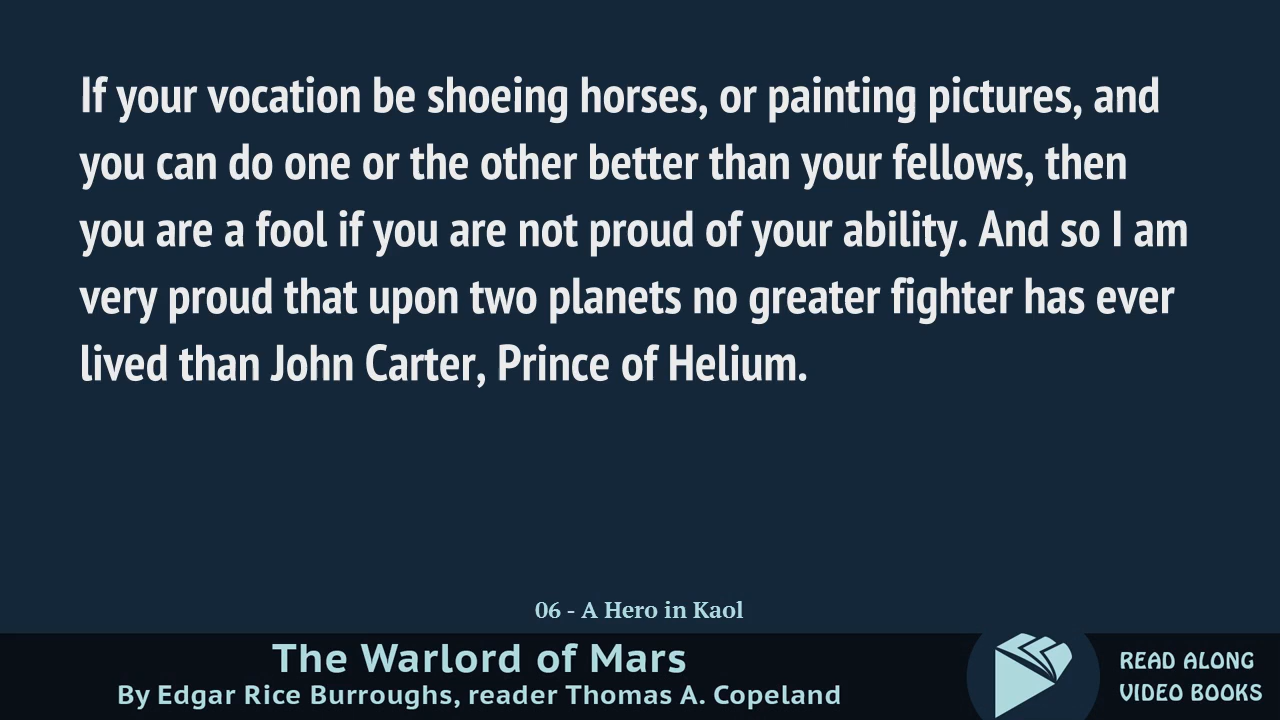 If your vocation be shoeing horses, or painting pictures, and
you can do one or the other better than your fellows, then
you are a fool if you are not proud of your ability. And so I am
very proud that upon two planets no greater fighter has ever
lived than John Carter, Prince of Helium.
06 - A Hero in Kaol
The Warlord of Mars
By Edgar Rice Burroughs, reader Thomas A. Copeland
READ ALONG
VIDEO BOOKS